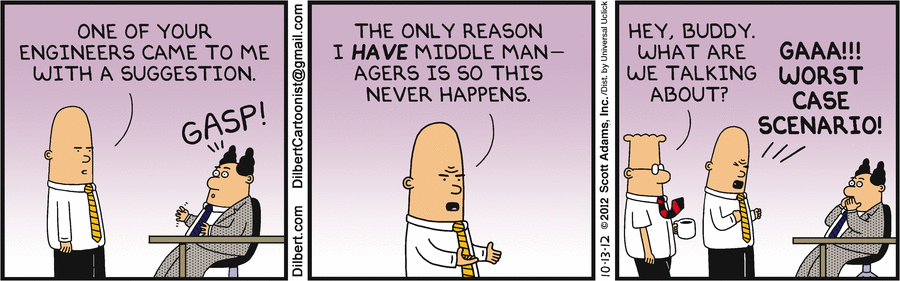 ONE OF YOUR
ENGINEERS CAME TO ME
WITH A SUGGESTION.
GASP!
Dilbert.com DilbertCartoonist@gmail.com
THE ONLY REASON
I HAVE MIDDLE MAN–
AGERS IS SO THIS
NEVER HAPPENS.
10-13-12 ©2012 Scott Adams, Inc. /Dist. by Universal Uclick
HEY, BUDDY.
WHAT ARE
WE TALKING
ABOUT?
GAAA!!!
WORST
CASE
SCENARIO!